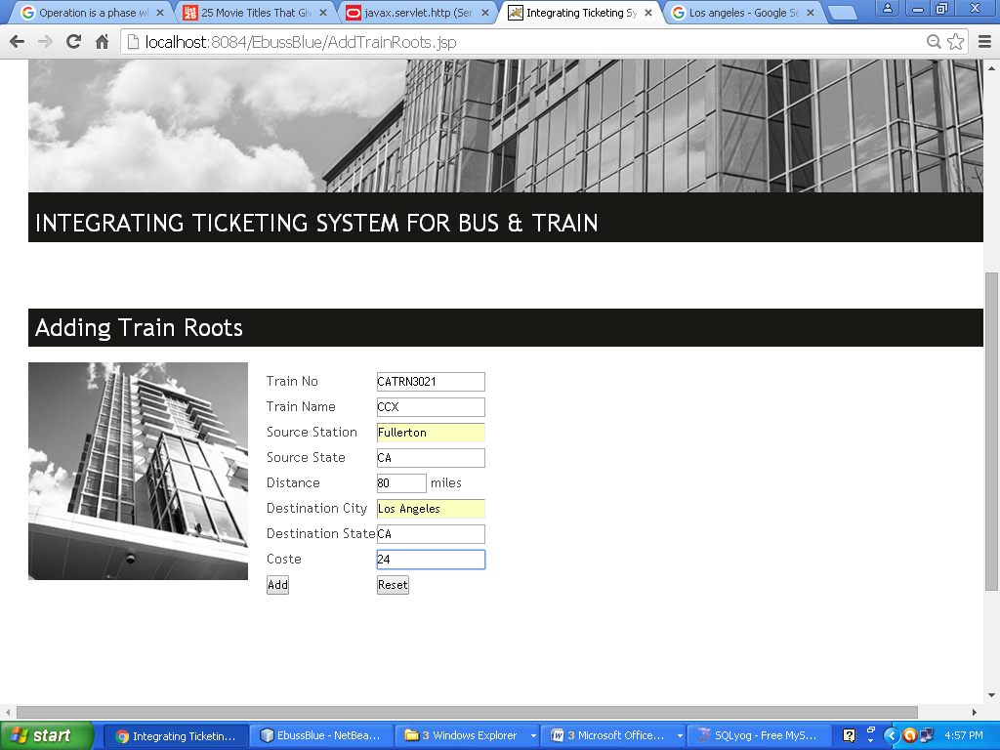 Operation is a phase w
25 Movie Titles That Giv
javax.servlet.http (Ser
Integrating Ticketing Sy
Los angeles - Google Se
localhost:8084/EbussBlue/AddTrainRoots.jsp
INTEGRATING TICKETING SYSTEM FOR BUS & TRAIN
Adding Train Roots
Train No CATRN3021
Train Name CCX
Source Station Fullerton
Source State CA
Distance 80 miles
Destination City Los Angeles
Destination State CA
Coste 24
Add Reset
start
Integrating Ticketin...
EbussBlue - NetBea...
3 Windows Explorer
3 Microsoft Office...
SQLyog - Free MyS...
4:57 PM